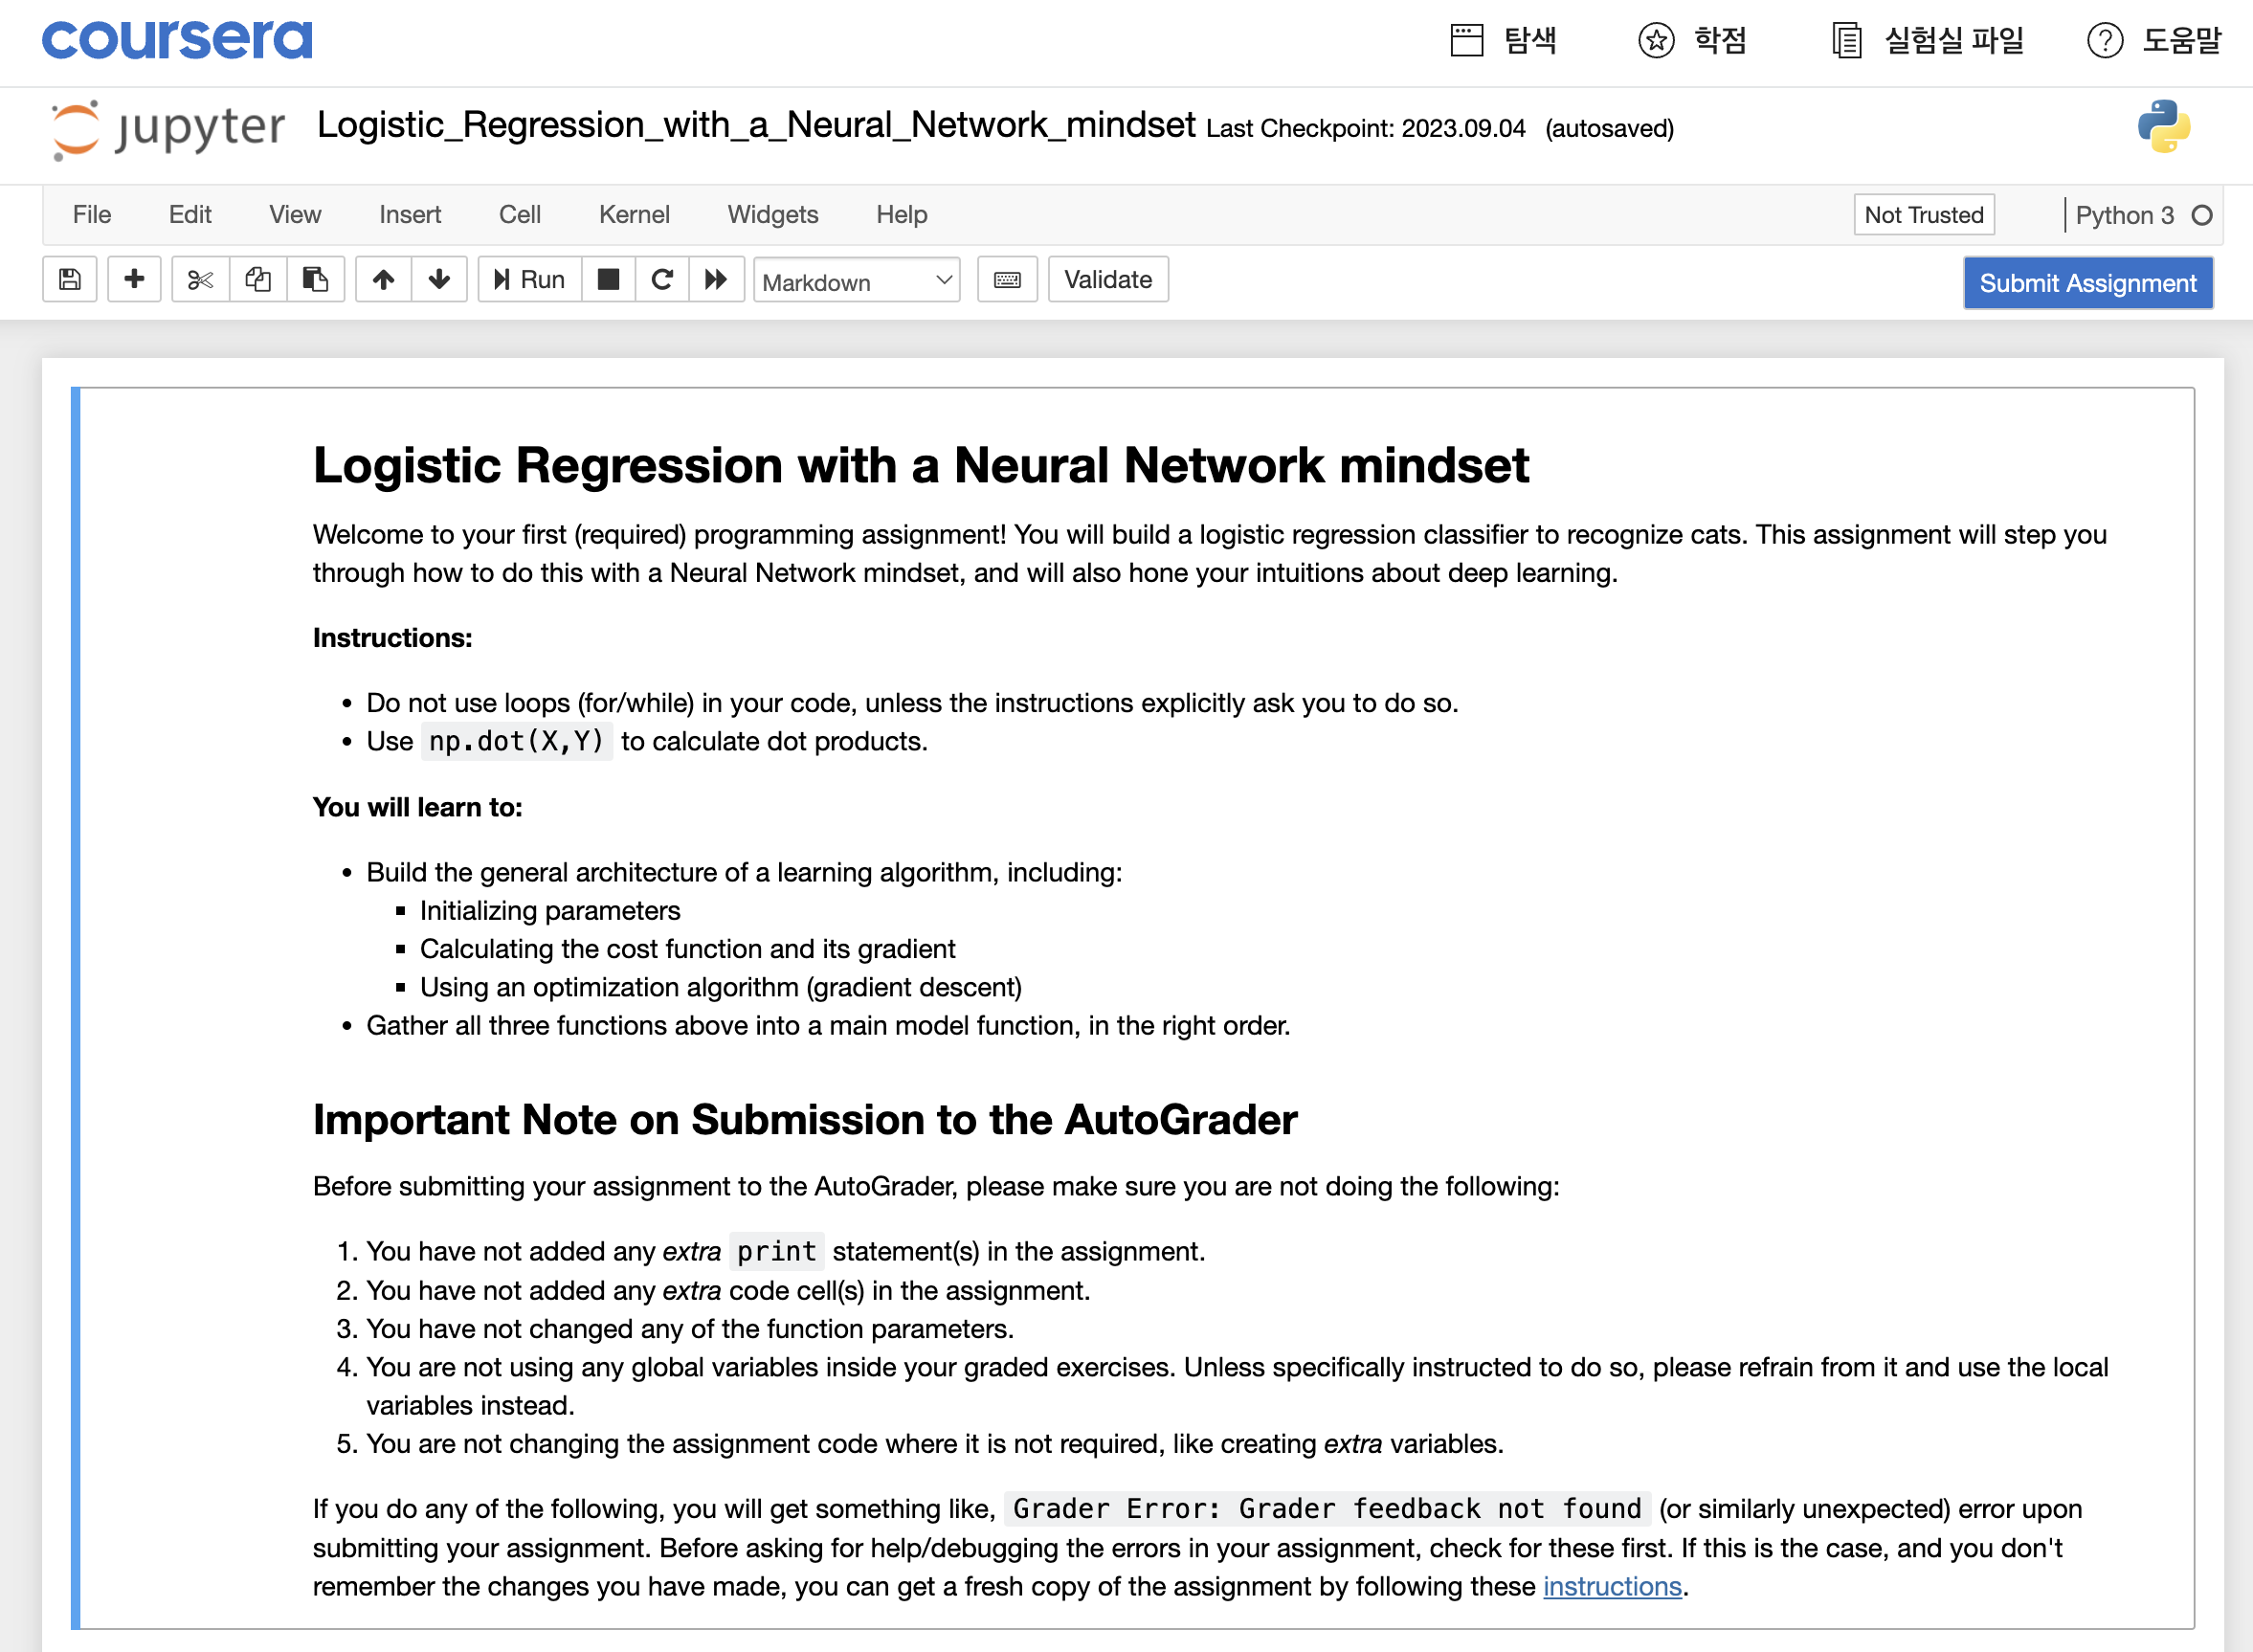 coursera
탐색
학점
실험실 파일
도움말
jupyter
Logistic_Regression_with_a_Neural_Network_mindset Last Checkpoint: 2023.09.04 (autosaved)
File Edit View Insert Cell Kernel Widgets Help
Not Trusted
Python 3
Run
Markdown
Validate
Submit Assignment
Logistic Regression with a Neural Network mindset
Welcome to your first (required) programming assignment! You will build a logistic regression classifier to recognize cats. This assignment will step you
through how to do this with a Neural Network mindset, and will also hone your intuitions about deep learning.
Instructions:
• Do not use loops (for/while) in your code, unless the instructions explicitly ask you to do so.
• Use np.dot(X,Y) to calculate dot products.
You will learn to:
• Build the general architecture of a learning algorithm, including:
▪ Initializing parameters
▪ Calculating the cost function and its gradient
▪ Using an optimization algorithm (gradient descent)
• Gather all three functions above into a main model function, in the right order.
Important Note on Submission to the AutoGrader
Before submitting your assignment to the AutoGrader, please make sure you are not doing the following:
1. You have not added any extra print statement(s) in the assignment.
2. You have not added any extra code cell(s) in the assignment.
3. You have not changed any of the function parameters.
4. You are not using any global variables inside your graded exercises. Unless specifically instructed to do so, please refrain from it and use the local
variables instead.
5. You are not changing the assignment code where it is not required, like creating extra variables.
If you do any of the following, you will get something like, Grader Error: Grader feedback not found (or similarly unexpected) error upon
submitting your assignment. Before asking for help/debugging the errors in your assignment, check for these first. If this is the case, and you don't
remember the changes you have made, you can get a fresh copy of the assignment by following these instructions.